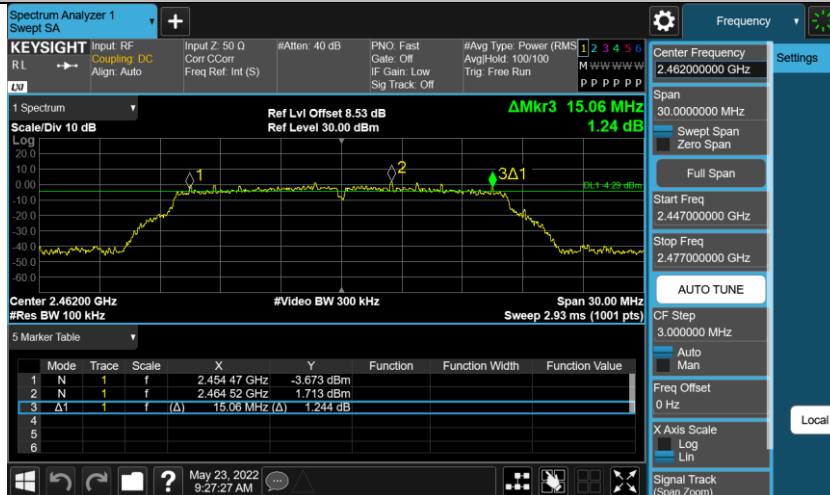 Spectrum Analyzer 1
Swept SA
Frequency
KEYSIGHT
RL
LXI
Input: RF
Coupling: DC
Align: Auto
Input Z: 50 Ω
Corr CCorr
Freq Ref: Int (S)
#Atten: 40 dB
PNO: Fast
Gate: Off
IF Gain: Low
Sig Track: Off
#Avg Type: Power (RMS
Avg|Hold: 100/100
Trig: Free Run
1 2 3 4 5 6
M W W W W W
P P P P P P
1 Spectrum
Scale/Div 10 dB
Ref Lvl Offset 8.53 dB
Ref Level 30.00 dBm
ΔMkr3 15.06 MHz
1.24 dB
Log
20.0
10.0
0.00
-10.0
-20.0
-30.0
-40.0
-50.0
-60.0
1
2
3Δ1
DL1 -4.29 dBm
Center 2.46200 GHz
#Res BW 100 kHz
#Video BW 300 kHz
Span 30.00 MHz
Sweep 2.93 ms (1001 pts)
5 Marker Table
Mode Trace Scale X Y Function Function Width Function Value
1 N 1 f 2.454 47 GHz -3.673 dBm
2 N 1 f 2.464 52 GHz 1.713 dBm
3 Δ1 1 f (Δ) 15.06 MHz (Δ) 1.244 dB
4
5
6
?
May 23, 2022
9:27:27 AM
Center Frequency
2.462000000 GHz
Span
30.0000000 MHz
Swept Span
Zero Span
Full Span
Start Freq
2.447000000 GHz
Stop Freq
2.477000000 GHz
AUTO TUNE
CF Step
3.000000 MHz
Auto
Man
Freq Offset
0 Hz
X Axis Scale
Log
Lin
Signal Track
(Span Zoom)
Settings
Local